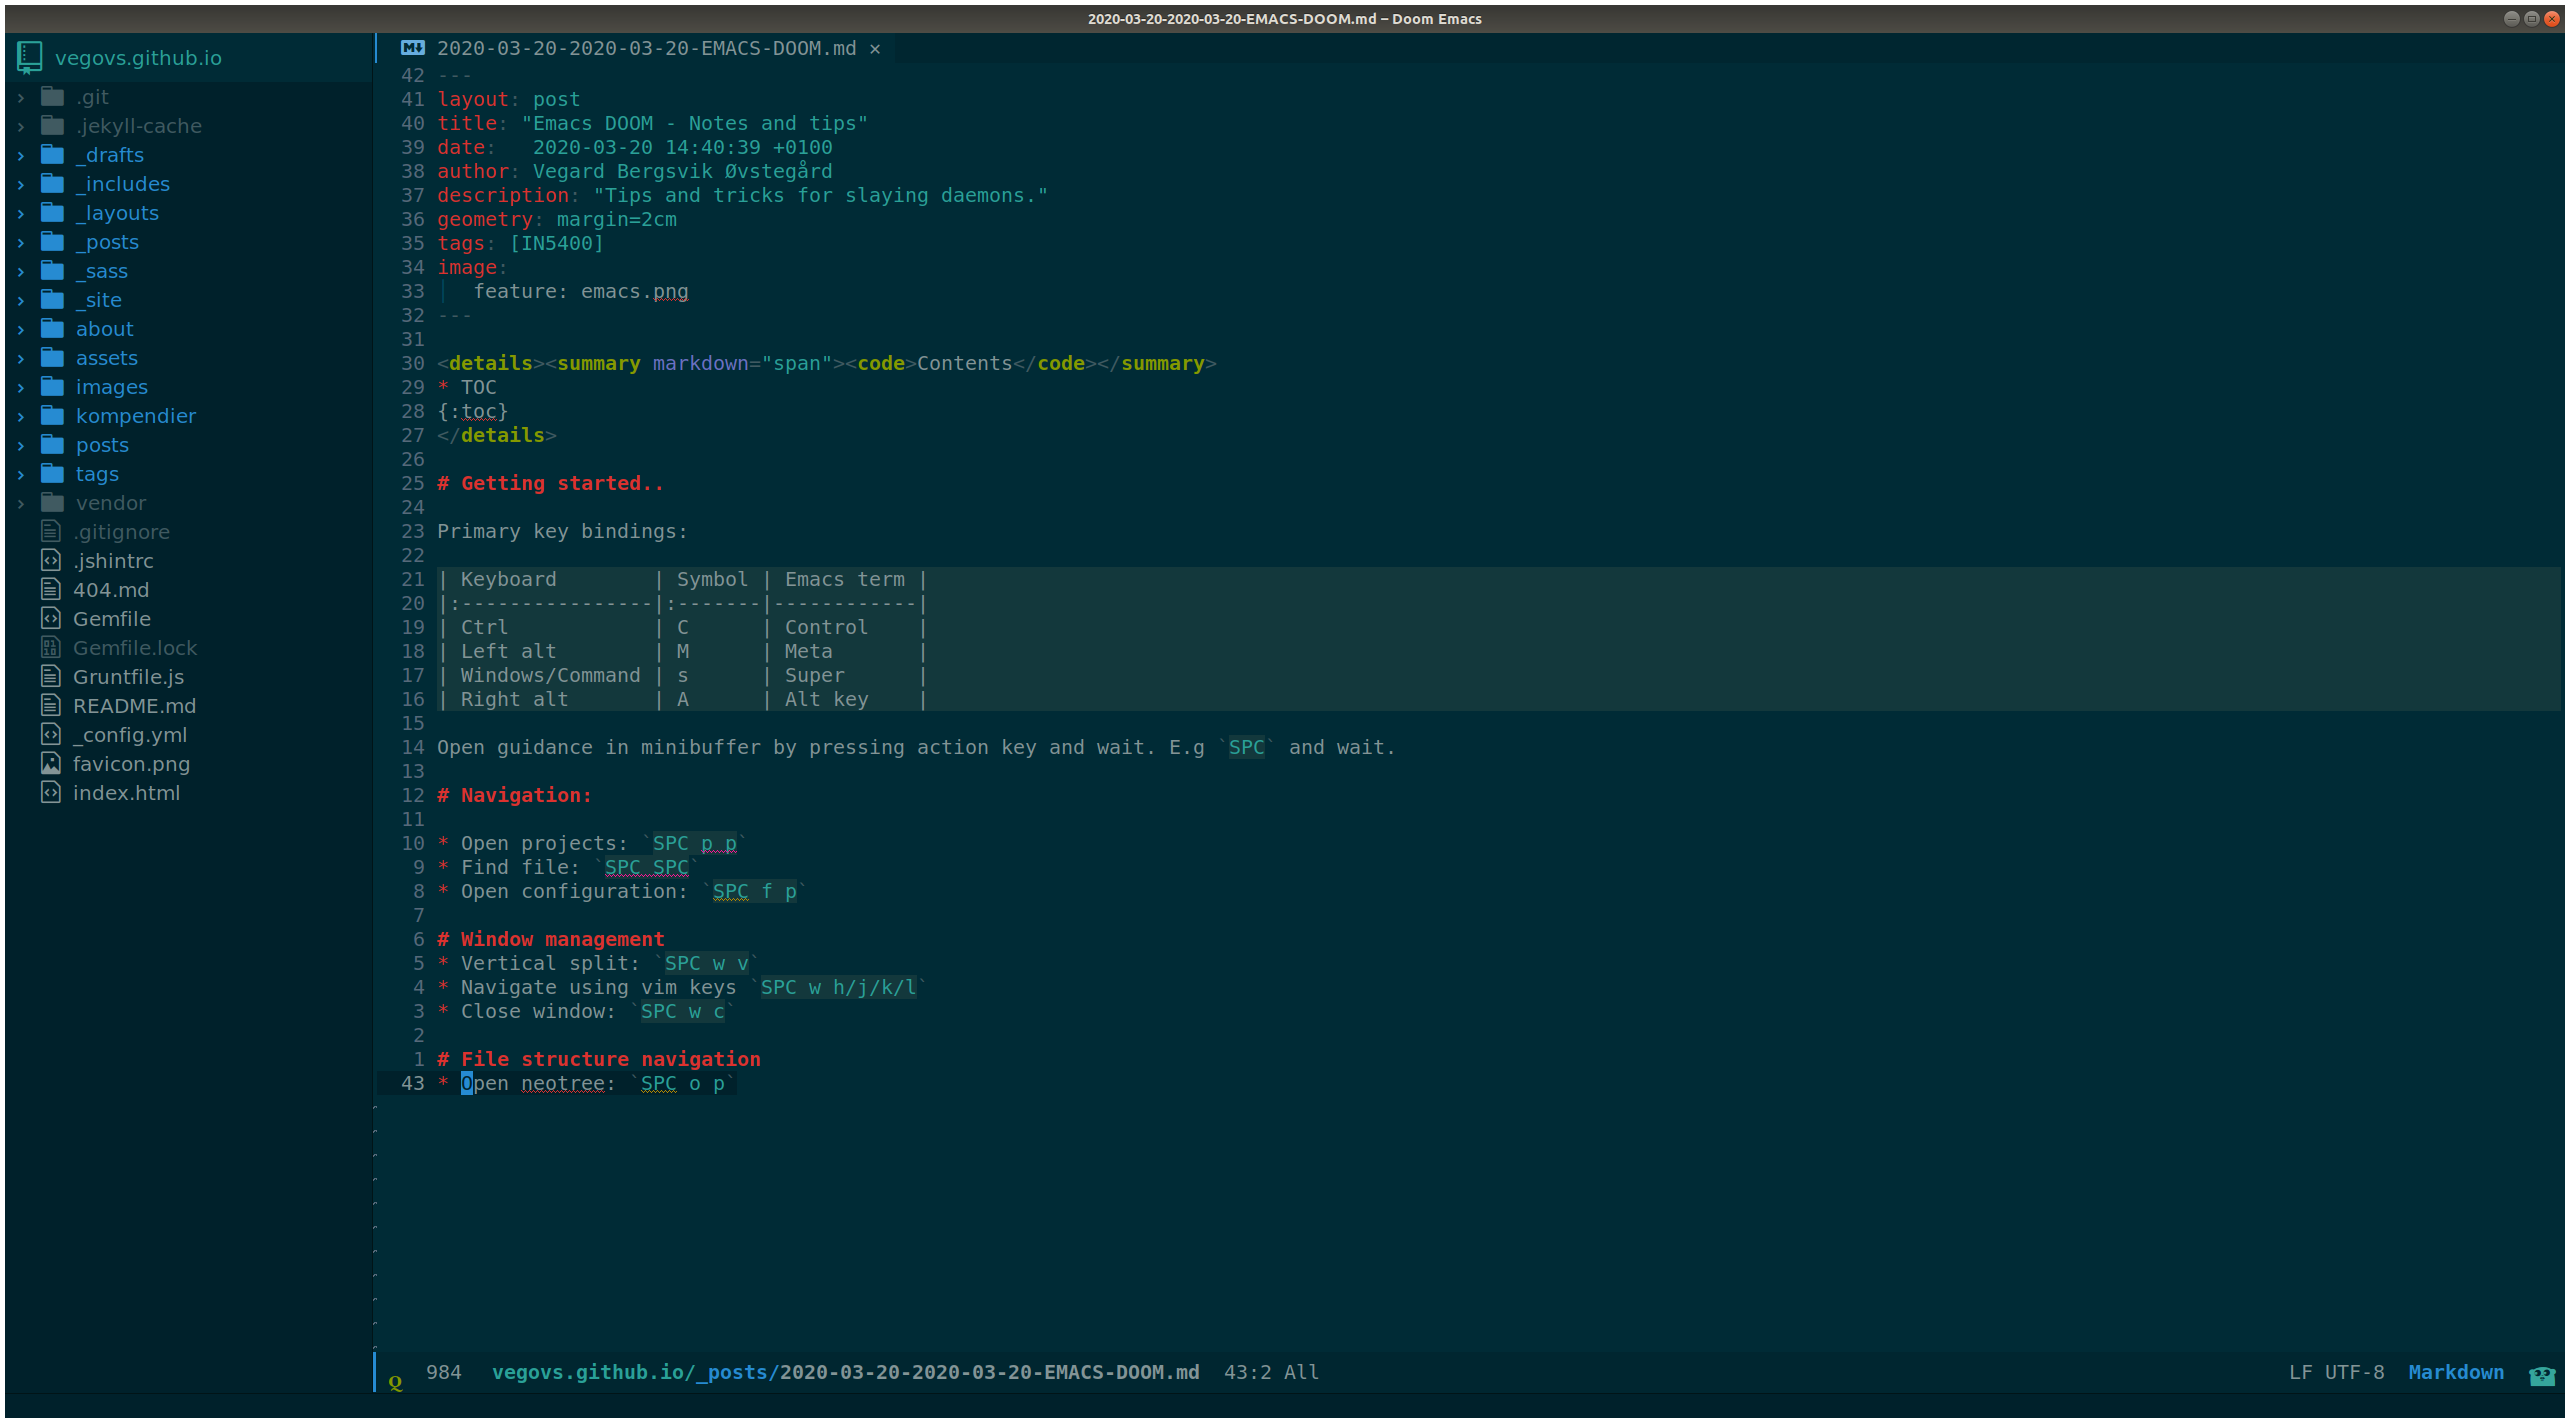 2020-03-20-2020-03-20-EMACS-DOOM.md – Doom Emacs
vegovs.github.io
.git
.jekyll-cache
_drafts
_includes
_layouts
_posts
_sass
_site
about
assets
images
kompendier
posts
tags
vendor
.gitignore
.jshintrc
404.md
Gemfile
Gemfile.lock
Gruntfile.js
README.md
_config.yml
favicon.png
index.html
2020-03-20-2020-03-20-EMACS-DOOM.md ×
42 ---
41 layout: post
40 title: "Emacs DOOM - Notes and tips"
39 date:   2020-03-20 14:40:39 +0100
38 author: Vegard Bergsvik Øvstegård
37 description: "Tips and tricks for slaying daemons."
36 geometry: margin=2cm
35 tags: [IN5400]
34 image:
33    feature: emacs.png
32 ---
31
30 <details><summary markdown="span"><code>Contents</code></summary>
29 * TOC
28 {:toc}
27 </details>
26
25 # Getting started..
24
23 Primary key bindings:
22
21 | Keyboard        | Symbol | Emacs term |
20 |:----------------|:-------|------------|
19 | Ctrl            | C      | Control    |
18 | Left alt        | M      | Meta       |
17 | Windows/Command | s      | Super      |
16 | Right alt       | A      | Alt key    |
15
14 Open guidance in minibuffer by pressing action key and wait. E.g `SPC` and wait.
13
12 # Navigation:
11
10 * Open projects: `SPC p p`
9 * Find file: `SPC SPC`
8 * Open configuration: `SPC f p`
7
6 # Window management
5 * Vertical split: `SPC w v`
4 * Navigate using vim keys `SPC w h/j/k/l`
3 * Close window: `SPC w c`
2
1 # File structure navigation
43 * Open neotree: `SPC o p`
984 vegovs.github.io/_posts/2020-03-20-2020-03-20-EMACS-DOOM.md 43:2 All LF UTF-8 Markdown